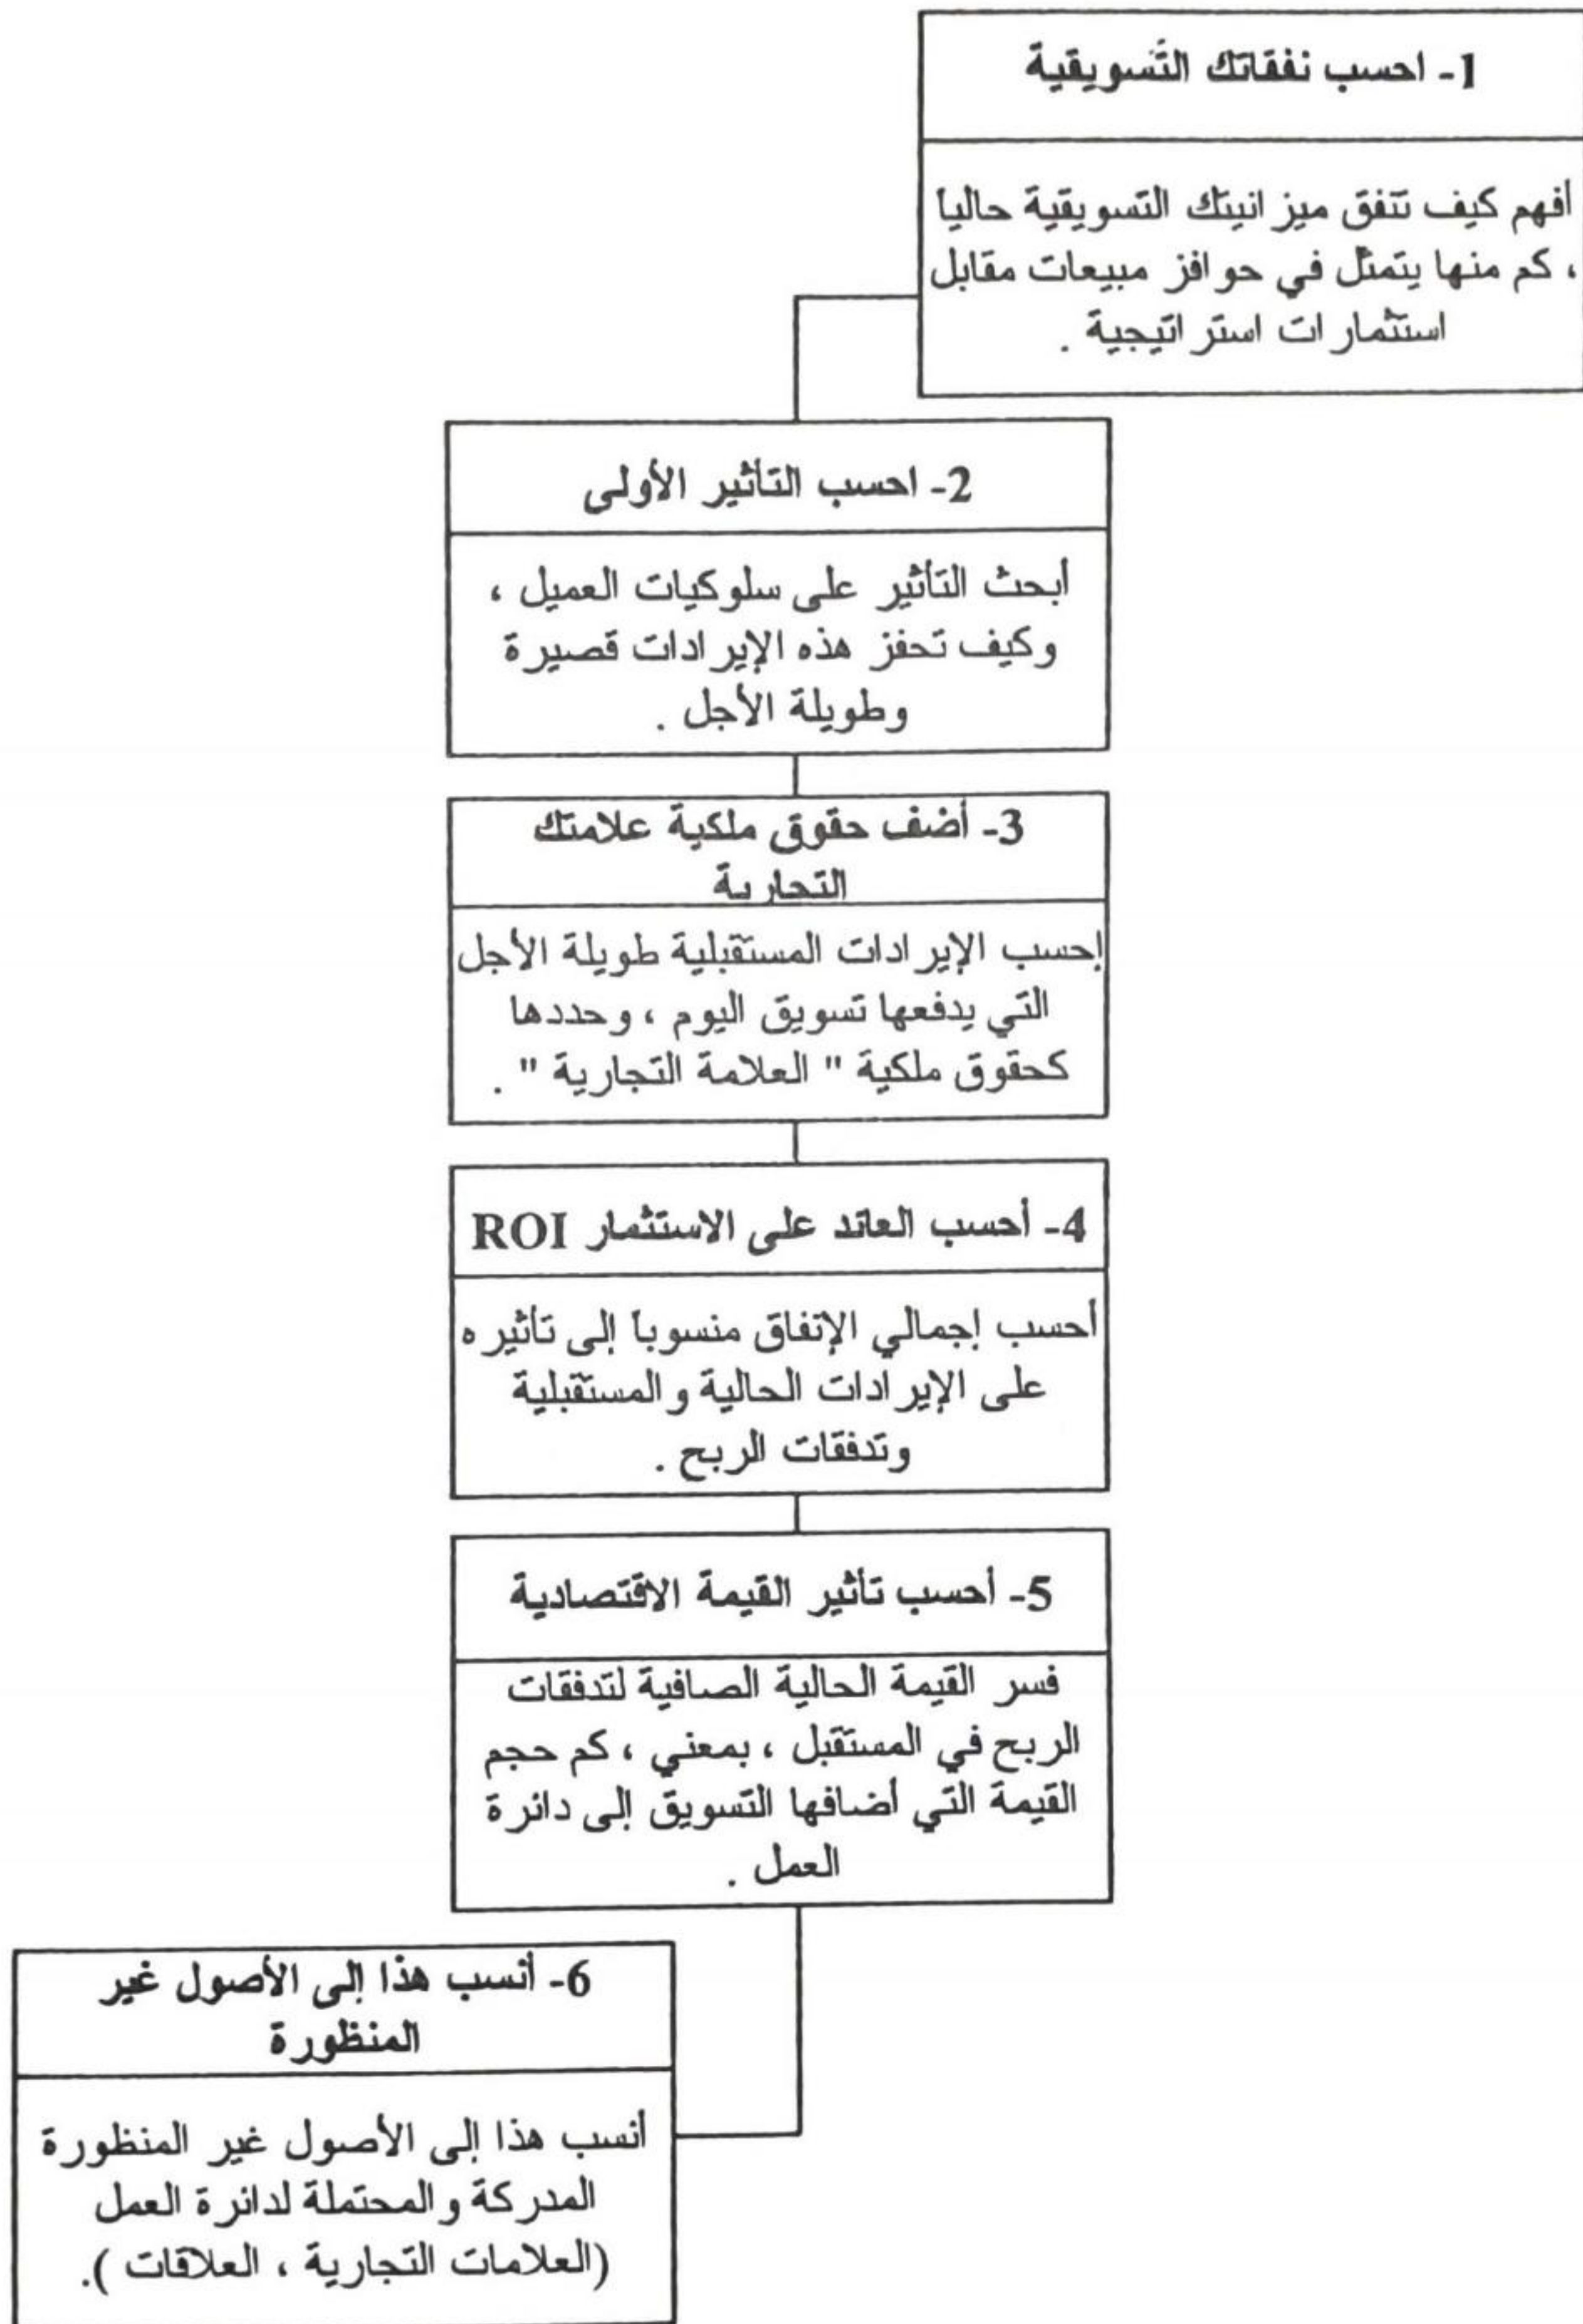 1- احسب نفقاتك التسويقية
أفهم كيف تنفق ميزانيتك التسويقية حاليا
، كم منها يتمثل في حوافز مبيعات مقابل
استثمارات استراتيجية .
2- احسب التأثير الأولى
أبحث التأثير على سلوكيات العميل ،
وكيف تحفز هذه الإيرادات قصيرة
وطويلة الأجل .
3- أضف حقوق ملكية علامتك
التجارية
إحسب الإيرادات المستقبلية طويلة الأجل
التي يدفعها تسويق اليوم ، وحددها
كحقوق ملكية " العلامة التجارية " .
4- أحسب العائد على الاستثمار ROI
أحسب إجمالي الإنفاق منسوباً إلى تأثيره
على الإيرادات الحالية والمستقبلية
وتدفقات الربح .
5- أحسب تأثير القيمة الاقتصادية
فسر القيمة الحالية الصافية لتدفقات
الربح في المستقبل ، بمعني ، كم حجم
القيمة التي أضافها التسويق إلى دائرة
العمل .
6- أنسب هذا إلى الأصول غير
المنظورة
أنسب هذا إلى الأصول غير المنظورة
المدركة والمحتملة لدائرة العمل
(العلامات التجارية ، العلاقات ).